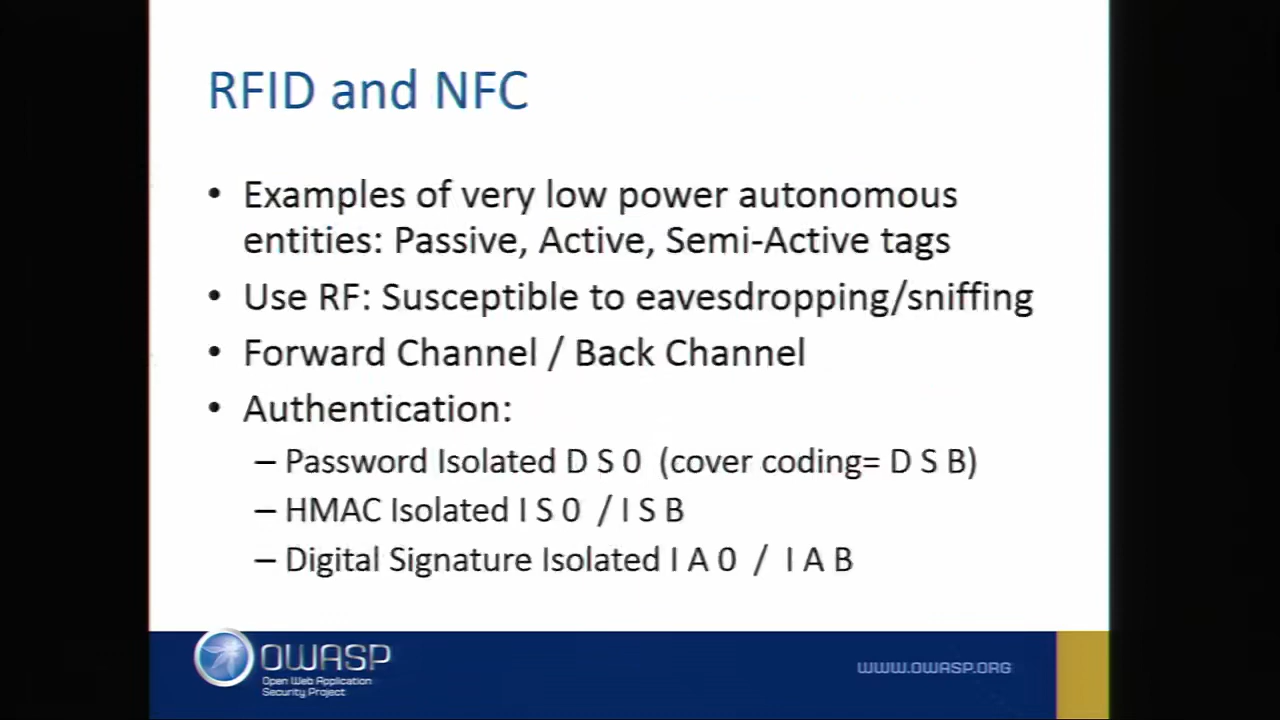 RFID and NFC
• Examples of very low power autonomous
entities: Passive, Active, Semi-Active tags
• Use RF: Susceptible to eavesdropping/sniffing
• Forward Channel / Back Channel
• Authentication:
– Password Isolated D S 0 (cover coding= D S B)
– HMAC Isolated I S 0 / I S B
– Digital Signature Isolated I A 0 / I A B
OWASP
Open Web Application
Security Project
WWW.OWASP.ORG